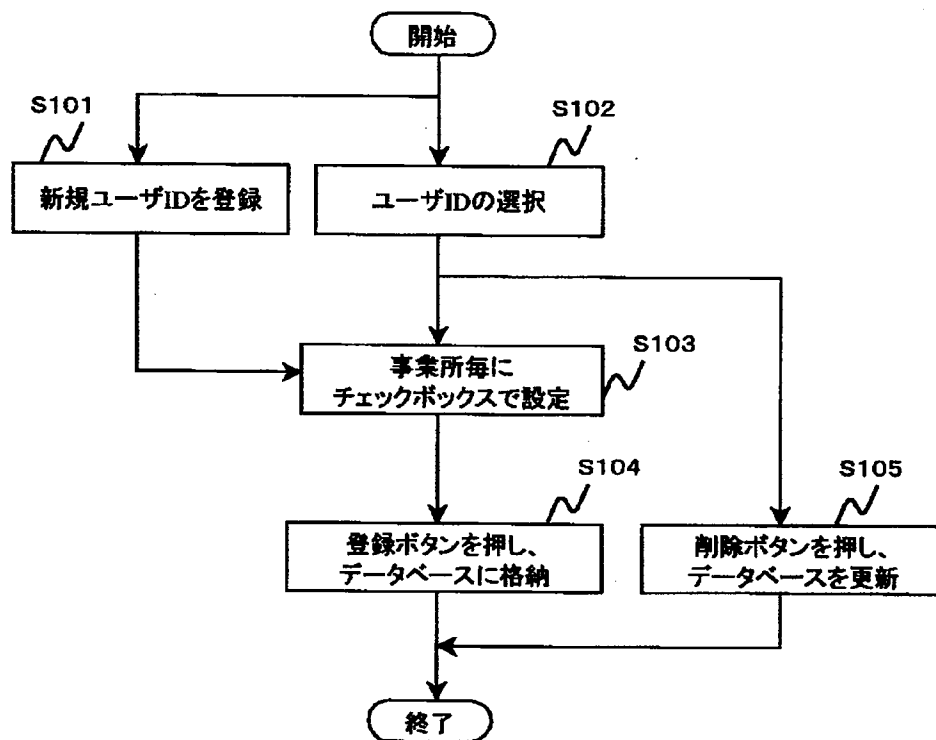 開始
S101
S102
新規ユーザIDを登録
ユーザIDの選択
S103
事業所毎に
チェックボックスで設定
S104
S105
登録ボタンを押し、
データベースに格納
削除ボタンを押し、
データベースを更新
終了